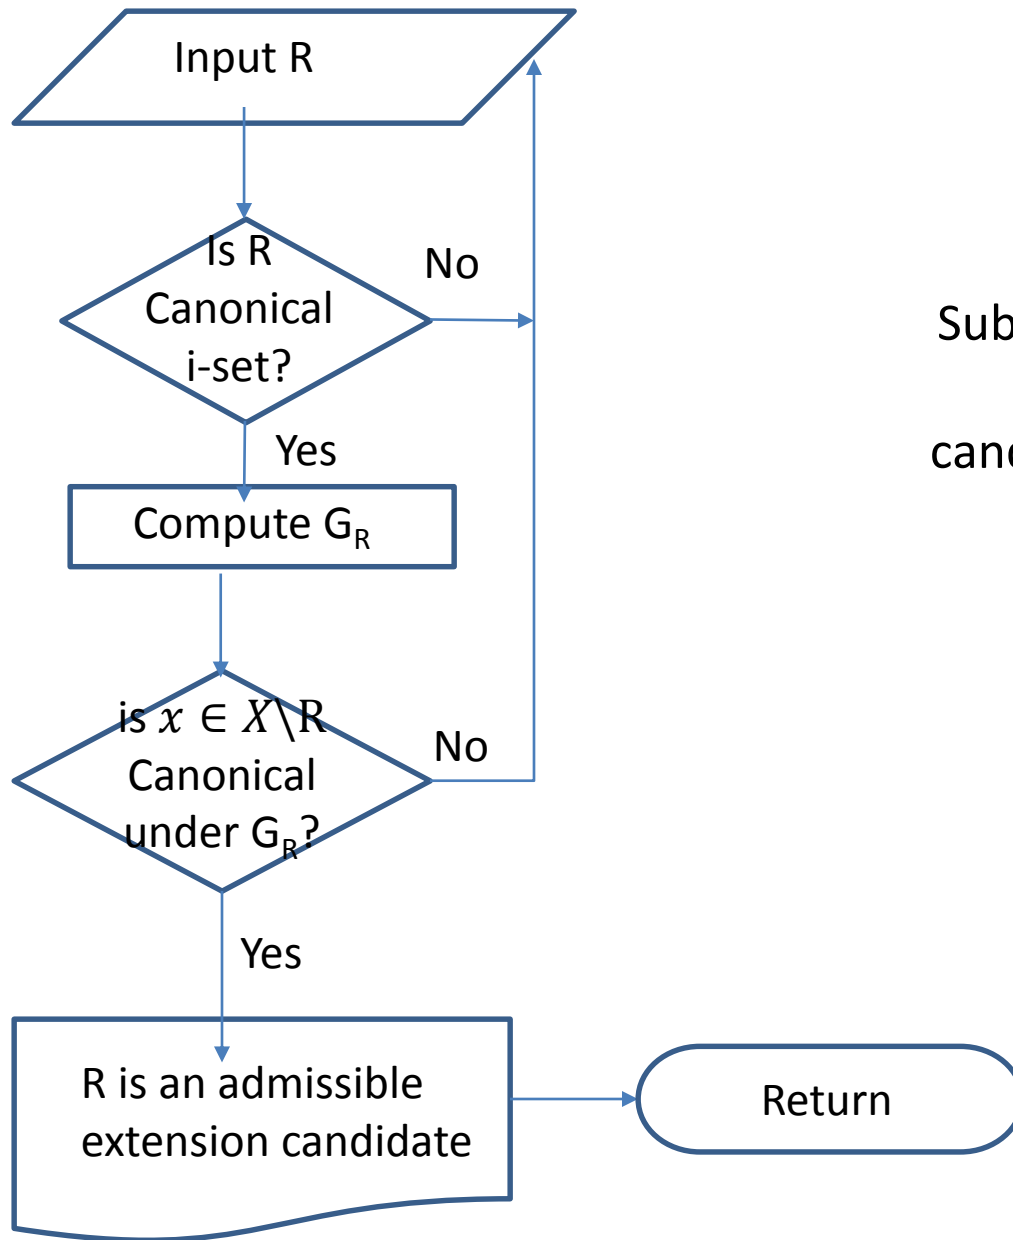 Input R
Is R
Canonical
i-set?
No
Yes
Compute G_R
is x ∈ X\R
Canonical
under G_R?
No
Yes
R is an admissible
extension candidate
Return